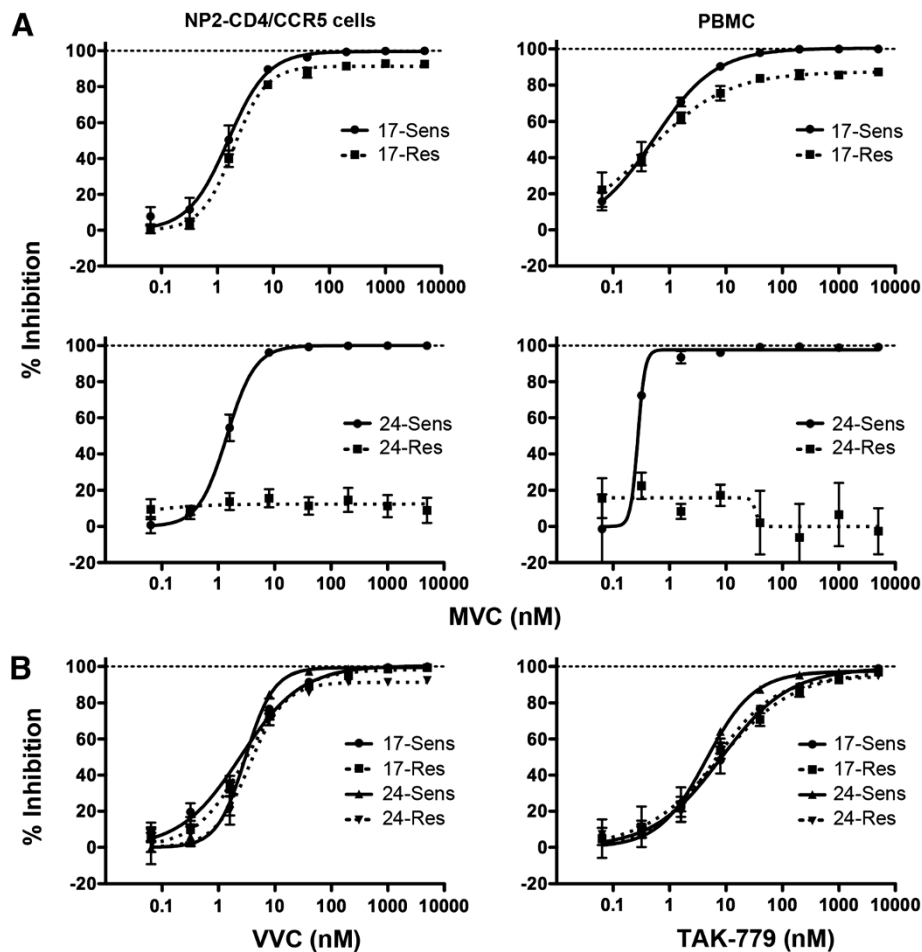 A
NP2-CD4/CCR5 cells
PBMC
% Inhibition
100
80
60
40
20
0
-20
17-Sens
17-Res
0.1 1 10 100 1000 10000
100
80
60
40
20
0
-20
17-Sens
17-Res
0.1 1 10 100 1000 10000
100
80
60
40
20
0
-20
24-Sens
24-Res
0.1 1 10 100 1000 10000
100
80
60
40
20
0
-20
24-Sens
24-Res
0.1 1 10 100 1000 10000
MVC (nM)
B
% Inhibition
100
80
60
40
20
0
-20
17-Sens
17-Res
24-Sens
24-Res
0.1 1 10 100 1000 10000
VVC (nM)
100
80
60
40
20
0
-20
17-Sens
17-Res
24-Sens
24-Res
0.1 1 10 100 1000 10000
TAK-779 (nM)